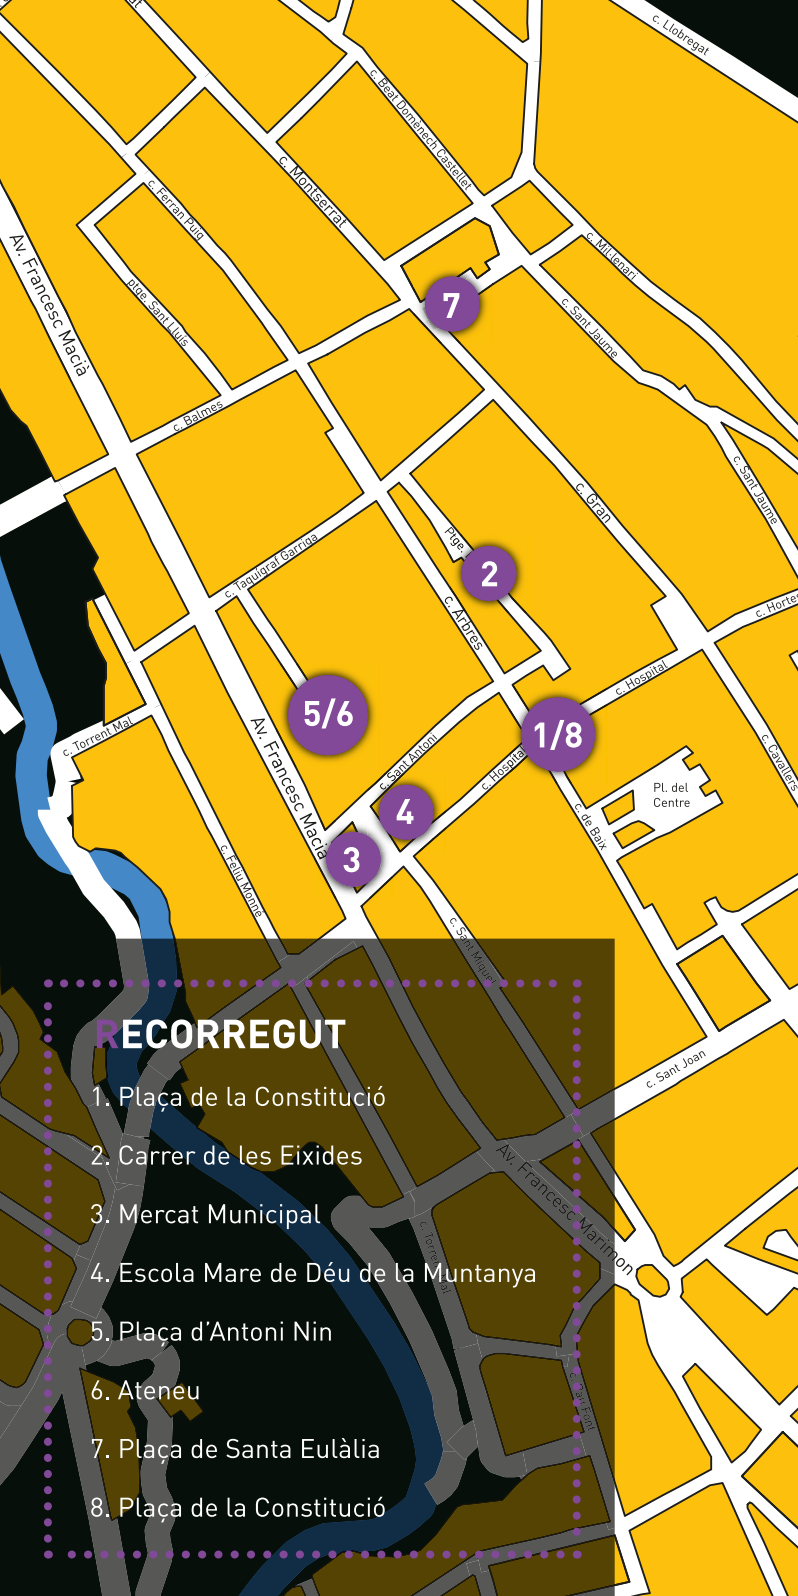 c. Llobregat
c. Beat Domènech Castellet
c. Montserrat
c. Ferran Puig
Av. Francesc Macià
ptge. Sant Lluís
c. Mil·lenari
7
c. Sant Jaume
c. Balmes
c. Sant Jaume
c. Gran
Ptge.
2
c. Taquígraf Garriga
c. Arbres
c. Hortes
c. Hospital
5/6
1/8
c. Torrent Mal
Av. Francesc Macià
c. Sant Antoni
c. Hospital
c. Cavallers
Pl. del
Centre
4
c. de Baix
3
c. Feliu Monné
c. Sant Miquel
RECORREGUT
c. Sant Joan
1. Plaça de la Constitució
2. Carrer de les Eixides
Av. Francesc Marimon
3. Mercat Municipal
4. Escola Mare de Déu de la Muntanya
5. Plaça d’Antoni Nin
6. Ateneu
7. Plaça de Santa Eulàlia
8. Plaça de la Constitució